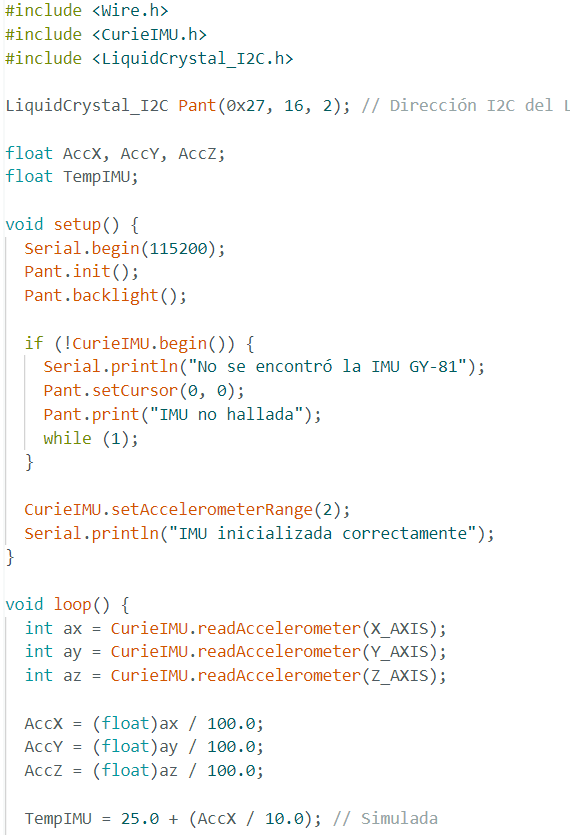 #include <Wire.h>
#include <CurieIMU.h>
#include <LiquidCrystal_I2C.h>
LiquidCrystal_I2C Pant(0x27, 16, 2); // Dirección I2C del
float AccX, AccY, AccZ;
float TempIMU;
void setup() {
Serial.begin(115200);
Pant.init();
Pant.backlight();
if (!CurieIMU.begin()) {
Serial.println("No se encontró la IMU GY-81");
Pant.setCursor(0, 0);
Pant.print("IMU no hallada");
while (1);
}
CurieIMU.setAccelerometerRange(2);
Serial.println("IMU inicializada correctamente");
}
void loop() {
int ax = CurieIMU.readAccelerometer(X_AXIS);
int ay = CurieIMU.readAccelerometer(Y_AXIS);
int az = CurieIMU.readAccelerometer(Z_AXIS);
AccX = (float)ax / 100.0;
AccY = (float)ay / 100.0;
AccZ = (float)az / 100.0;
TempIMU = 25.0 + (AccX / 10.0); // Simulada